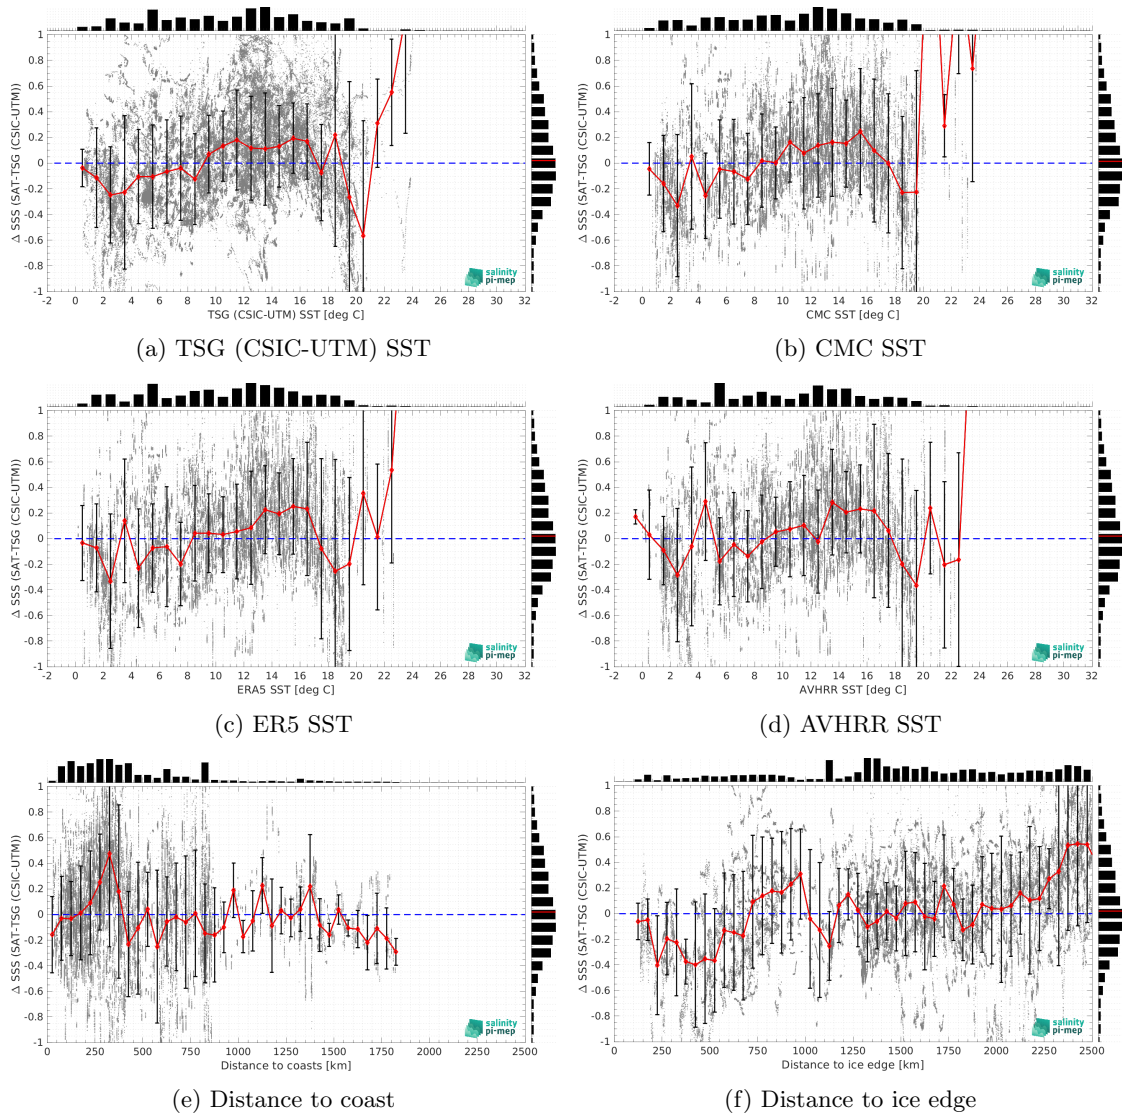 1
0.8
0.6
0.4
0.2
0
-0.2
-0.4
-0.6
-0.8
-1
Δ SSS (SAT-TSG (CSIC-UTM))
salinity
pi-mep
-2 0 2 4 6 8 10 12 14 16 18 20 22 24 26 28 30 32
TSG (CSIC-UTM) SST [deg C]
(a) TSG (CSIC-UTM) SST
1
0.8
0.6
0.4
0.2
0
-0.2
-0.4
-0.6
-0.8
-1
Δ SSS (SAT-TSG (CSIC-UTM))
salinity
pi-mep
-2 0 2 4 6 8 10 12 14 16 18 20 22 24 26 28 30 32
CMC SST [deg C]
(b) CMC SST
1
0.8
0.6
0.4
0.2
0
-0.2
-0.4
-0.6
-0.8
-1
Δ SSS (SAT-TSG (CSIC-UTM))
salinity
pi-mep
-2 0 2 4 6 8 10 12 14 16 18 20 22 24 26 28 30 32
ERA5 SST [deg C]
(c) ER5 SST
1
0.8
0.6
0.4
0.2
0
-0.2
-0.4
-0.6
-0.8
-1
Δ SSS (SAT-TSG (CSIC-UTM))
salinity
pi-mep
-2 0 2 4 6 8 10 12 14 16 18 20 22 24 26 28 30 32
AVHRR SST [deg C]
(d) AVHRR SST
1
0.8
0.6
0.4
0.2
0
-0.2
-0.4
-0.6
-0.8
-1
Δ SSS (SAT-TSG (CSIC-UTM))
salinity
pi-mep
0 250 500 750 1000 1250 1500 1750 2000 2250 2500
Distance to coasts [km]
(e) Distance to coast
1
0.8
0.6
0.4
0.2
0
-0.2
-0.4
-0.6
-0.8
-1
Δ SSS (SAT-TSG (CSIC-UTM))
salinity
pi-mep
0 250 500 750 1000 1250 1500 1750 2000 2250 2500
Distance to ice edge [km]
(f) Distance to ice edge